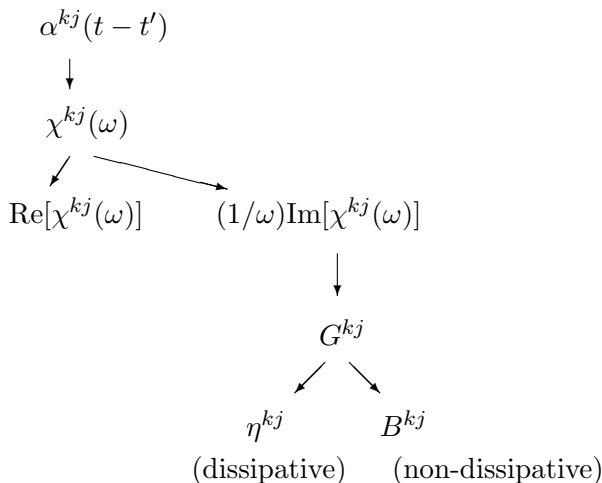 α^{kj}(t − t′)
χ^{kj}(ω)
Re[χ^{kj}(ω)] (1/ω)Im[χ^{kj}(ω)]
G^{kj}
η^{kj} B^{kj}
(dissipative) (non-dissipative)